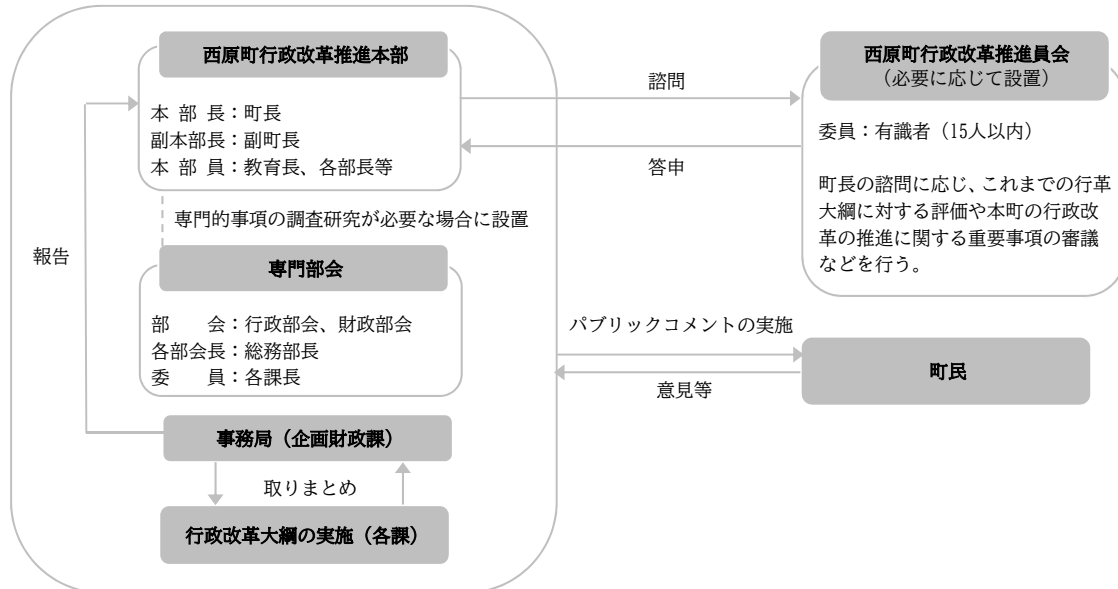 西原町行政改革推進本部
本 部 長：町長
副本部長：副町長
本 部 員：教育長、各部長等
専門的事項の調査研究が必要な場合に設置
報告
専門部会
部　　会：行政部会、財政部会
各部会長：総務部長
委　　員：各課長
事務局（企画財政課）
取りまとめ
行政改革大綱の実施（各課）
諮問
答申
西原町行政改革推進員会
（必要に応じて設置）
委員：有識者（15人以内）
町長の諮問に応じ、これまでの行革
大綱に対する評価や本町の行政改
革の推進に関する重要事項の審議
などを行う。
パブリックコメントの実施
意見等
町民